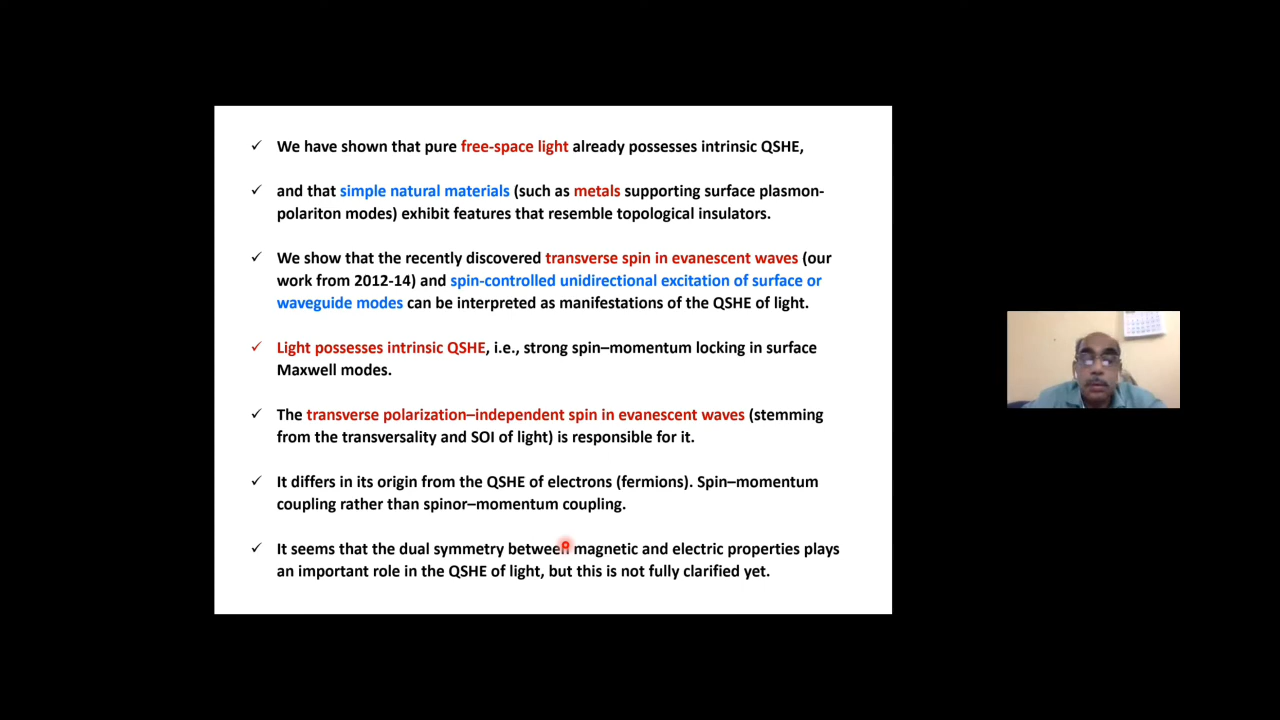 We have shown that pure free-space light already possesses intrinsic QSHE,
and that simple natural materials (such as metals supporting surface plasmon-
polariton modes) exhibit features that resemble topological insulators.
We show that the recently discovered transverse spin in evanescent waves (our
work from 2012-14) and spin-controlled unidirectional excitation of surface or
waveguide modes can be interpreted as manifestations of the QSHE of light.
Light possesses intrinsic QSHE, i.e., strong spin–momentum locking in surface
Maxwell modes.
The transverse polarization–independent spin in evanescent waves (stemming
from the transversality and SOI of light) is responsible for it.
It differs in its origin from the QSHE of electrons (fermions). Spin–momentum
coupling rather than spinor–momentum coupling.
It seems that the dual symmetry between magnetic and electric properties plays
an important role in the QSHE of light, but this is not fully clarified yet.